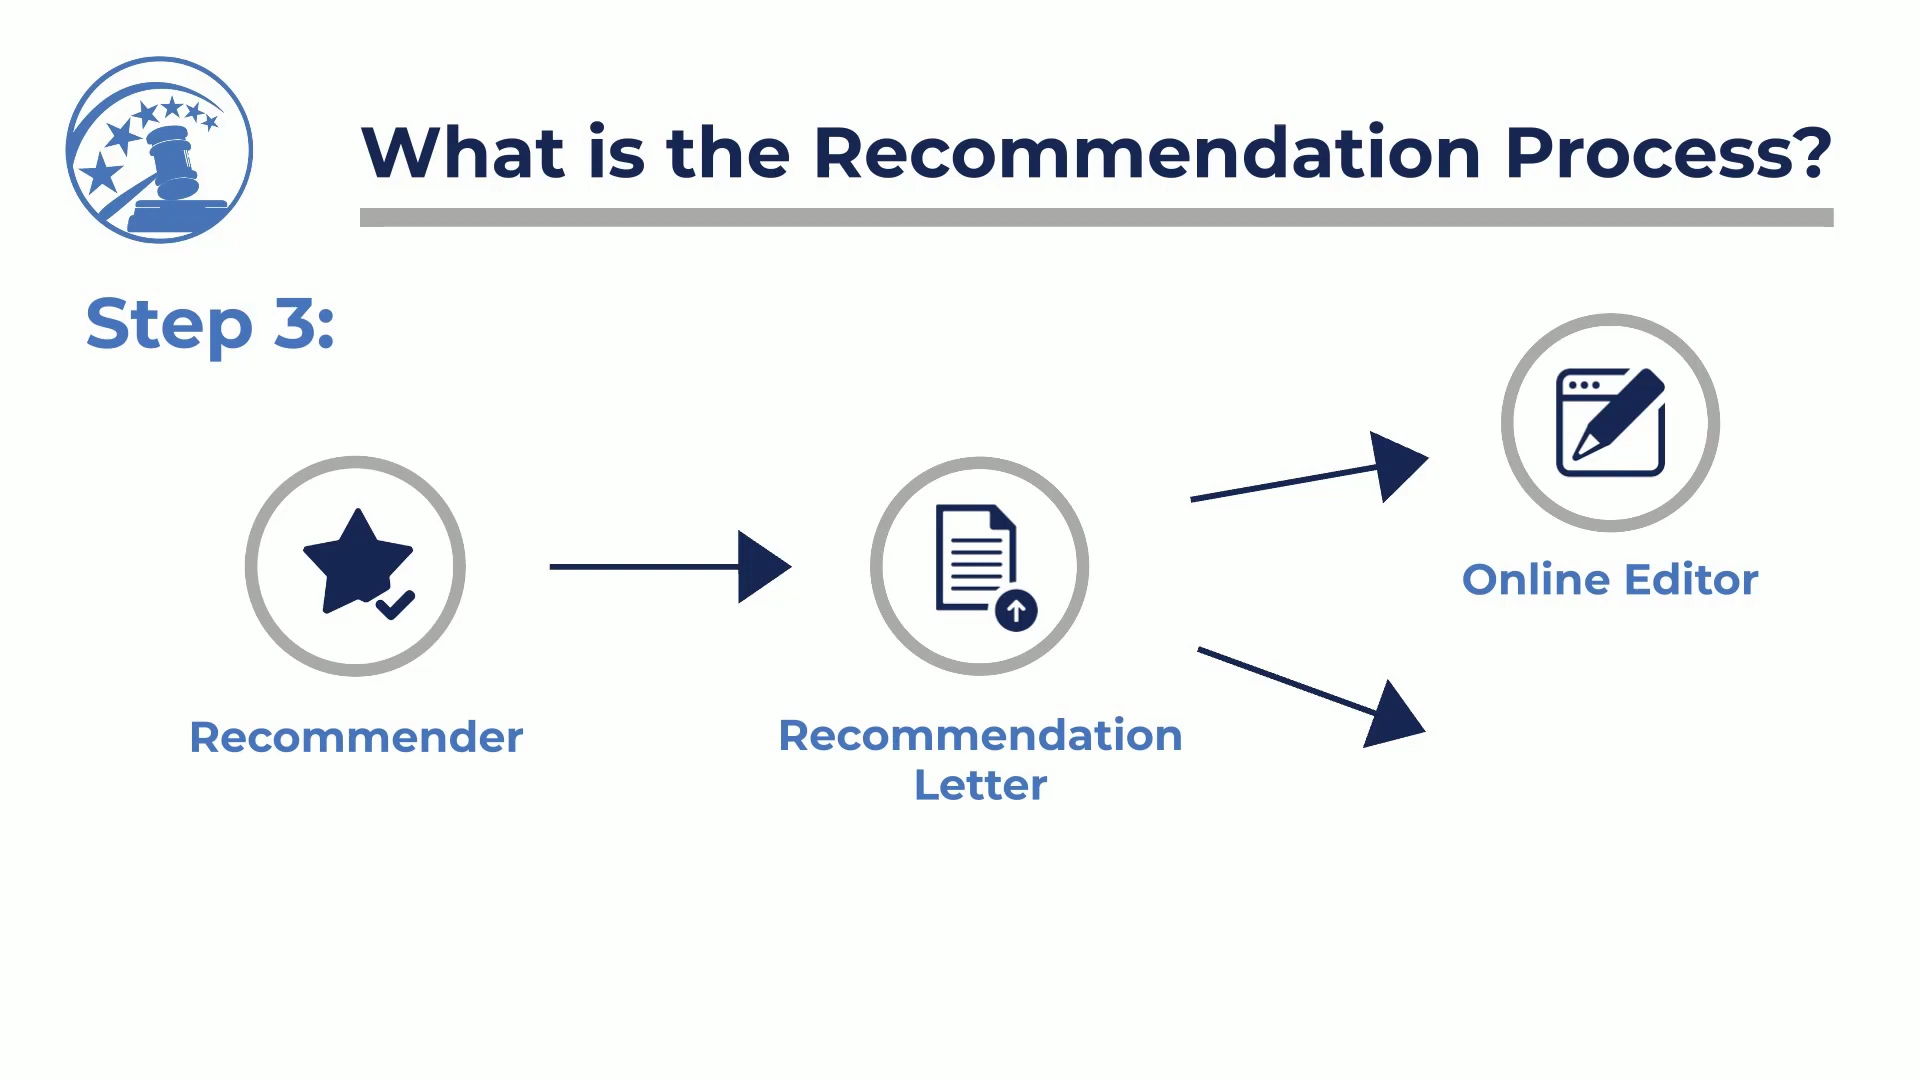 What is the Recommendation Process?
Step 3:
Recommender
Recommendation
Letter
Online Editor